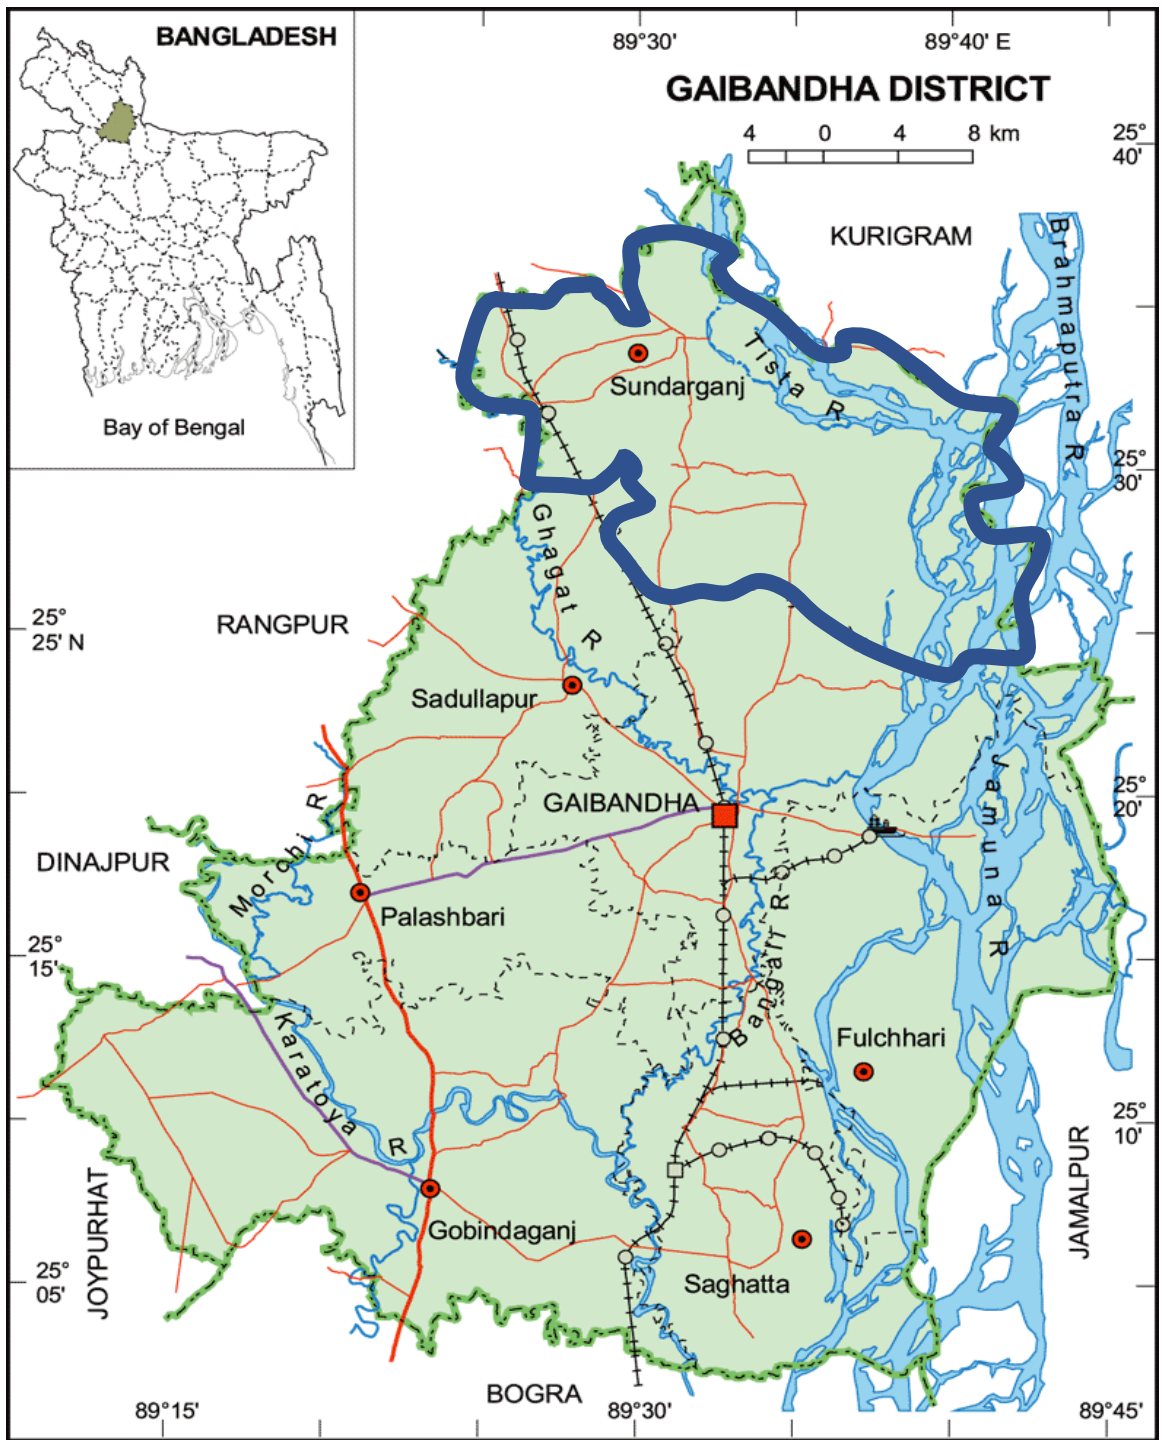 BANGLADESH
Bay of Bengal
89°30'
89°40' E
GAIBANDHA DISTRICT
4 0 4 8 km
25°
40'
KURIGRAM
Brahmaputra R
Tista R
Sundarganj
25°
30'
Ghagat R
25°
25' N
RANGPUR
Sadullapur
Jamuna R
25°
20'
GAIBANDHA
Morchi R
DINAJPUR
Palashbari
25°
15'
Bangali R
Karatoya R
Fulchhari
25°
10'
JOYPURHAT
JAMALPUR
Gobindaganj
25°
05'
Saghatta
BOGRA
89°15'
89°30'
89°45'